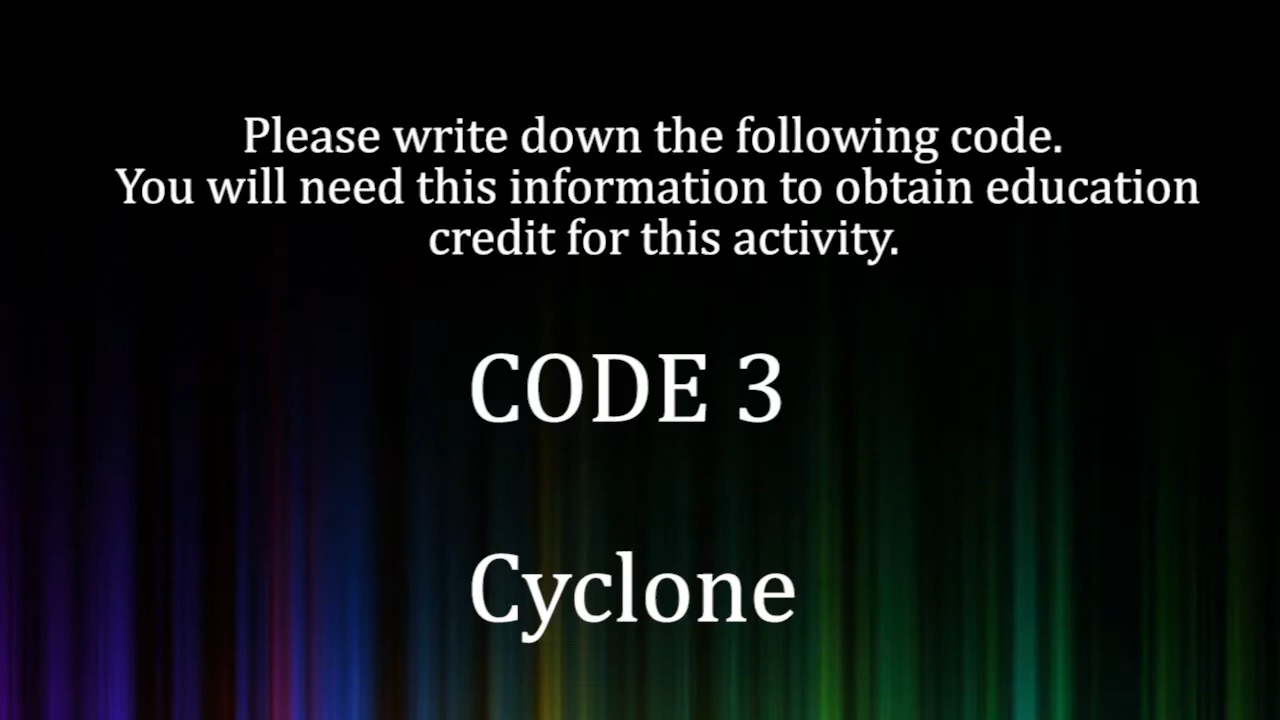 Please write down the following code.
You will need this information to obtain education
credit for this activity.
CODE 3
Cyclone